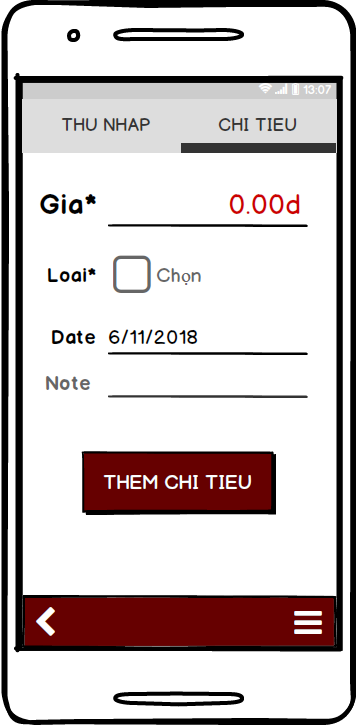 13:07
THU NHAP
CHI TIEU
Gia* 0.00d
Loai* Chọn
Date 6/11/2018
Note
THEM CHI TIEU